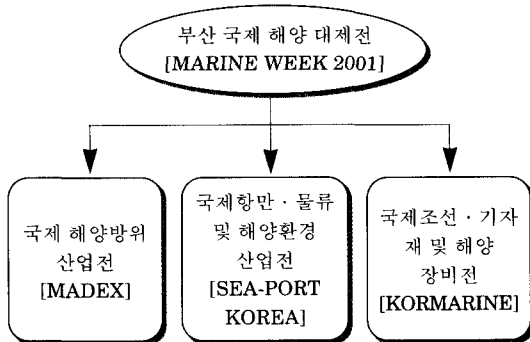 부산 국제 해양 대제전
[MARINE WEEK 2001]
국제 해양방위
산업전
[MADEX]
국제항만·물류
및 해양환경
산업전
[SEA-PORT
KOREA]
국제조선·기자
재 및 해양
장비전
[KORMARINE]